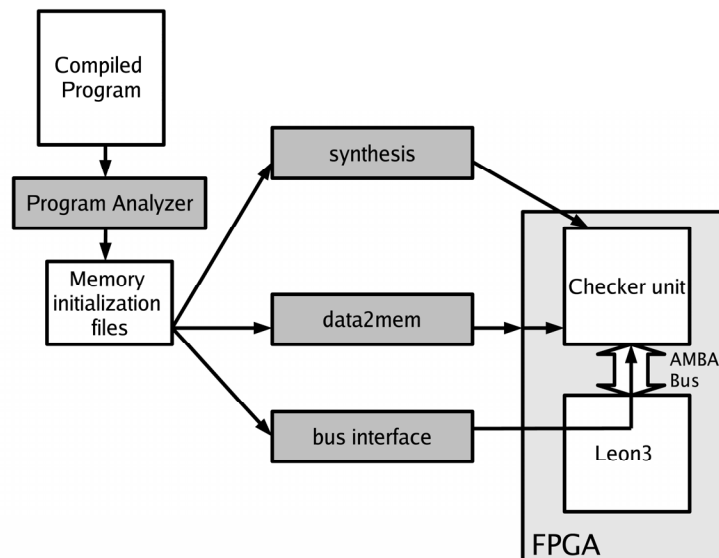 Compiled
Program
Program Analyzer
Memory
initialization
files
synthesis
data2mem
bus interface
Checker unit
AMBA
Bus
Leon3
FPGA